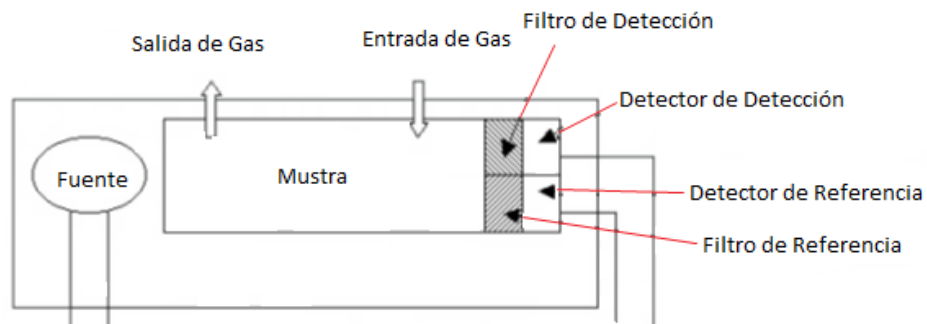 Filtro de Detección
Salida de Gas
Entrada de Gas
Detector de Detección
Fuente
Mustra
Detector de Referencia
Filtro de Referencia